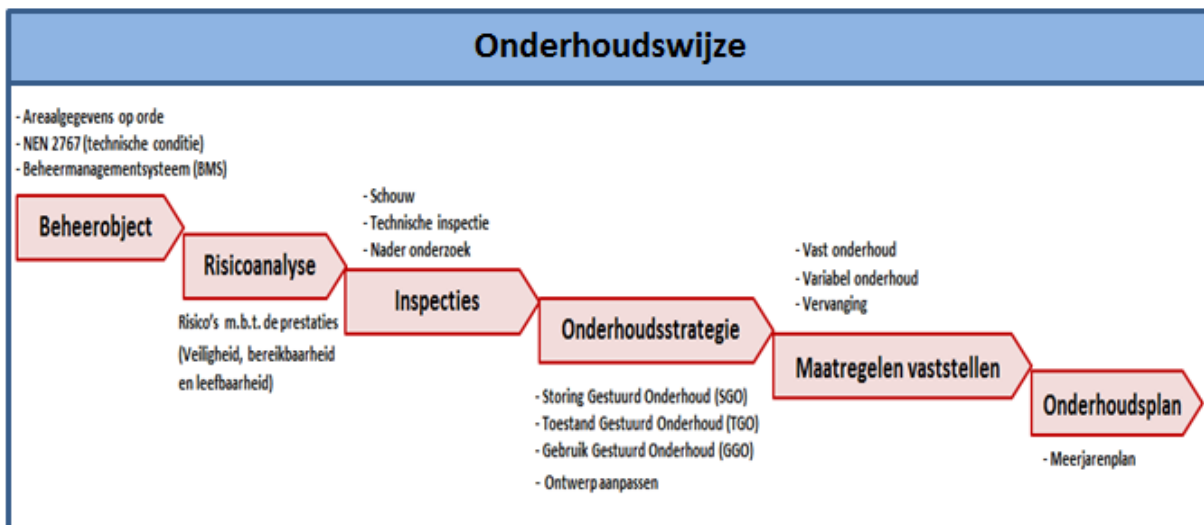 Onderhoudswijze
- Areaalgegevens op orde
- NEN 2767 (technische conditie)
- Beheermanagementsysteem (BMS)
Beheerobject
Risicoanalyse
Risico's m.b.t. de prestaties
(Veiligheid, bereikbaarheid
en leefbaarheid)
- Schouw
- Technische inspectie
- Nader onderzoek
Inspecties
Onderhoudsstrategie
- Storing Gestuurd Onderhoud (SGO)
- Toestand Gestuurd Onderhoud (TGO)
- Gebruik Gestuurd Onderhoud (GGO)
- Ontwerp aanpassen
- Vast onderhoud
- Variabel onderhoud
- Vervanging
Maatregelen vaststellen
Onderhoudsplan
- Meerjarenplan